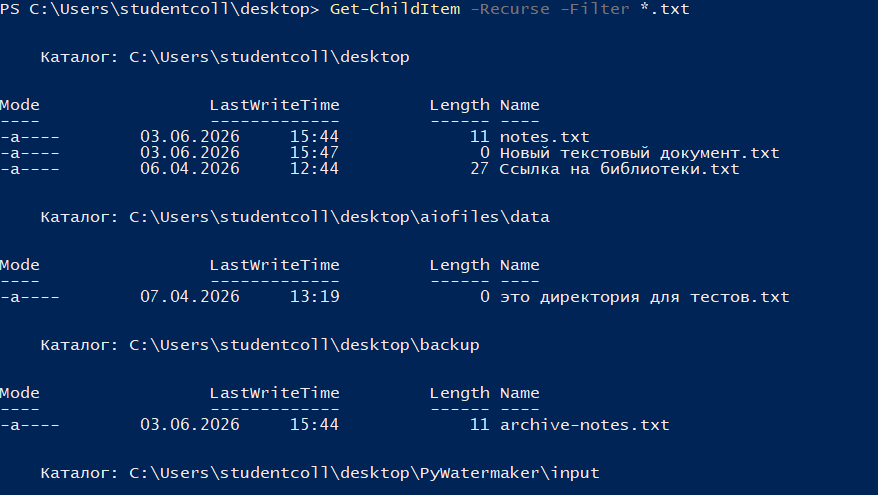 PS C:\Users\studentcoll\desktop> Get-ChildItem -Recurse -Filter *.txt
Каталог: C:\Users\studentcoll\desktop
Mode LastWriteTime Length Name
---- ------------- ------ ----
-a---- 03.06.2026 15:44 11 notes.txt
-a---- 03.06.2026 15:47 0 Новый текстовый документ.txt
-a---- 06.04.2026 12:44 27 Ссылка на библиотеки.txt
Каталог: C:\Users\studentcoll\desktop\aiofiles\data
Mode LastWriteTime Length Name
---- ------------- ------ ----
-a---- 07.04.2026 13:19 0 это директория для тестов.txt
Каталог: C:\Users\studentcoll\desktop\backup
Mode LastWriteTime Length Name
---- ------------- ------ ----
-a---- 03.06.2026 15:44 11 archive-notes.txt
Каталог: C:\Users\studentcoll\desktop\PyWatermaker\input